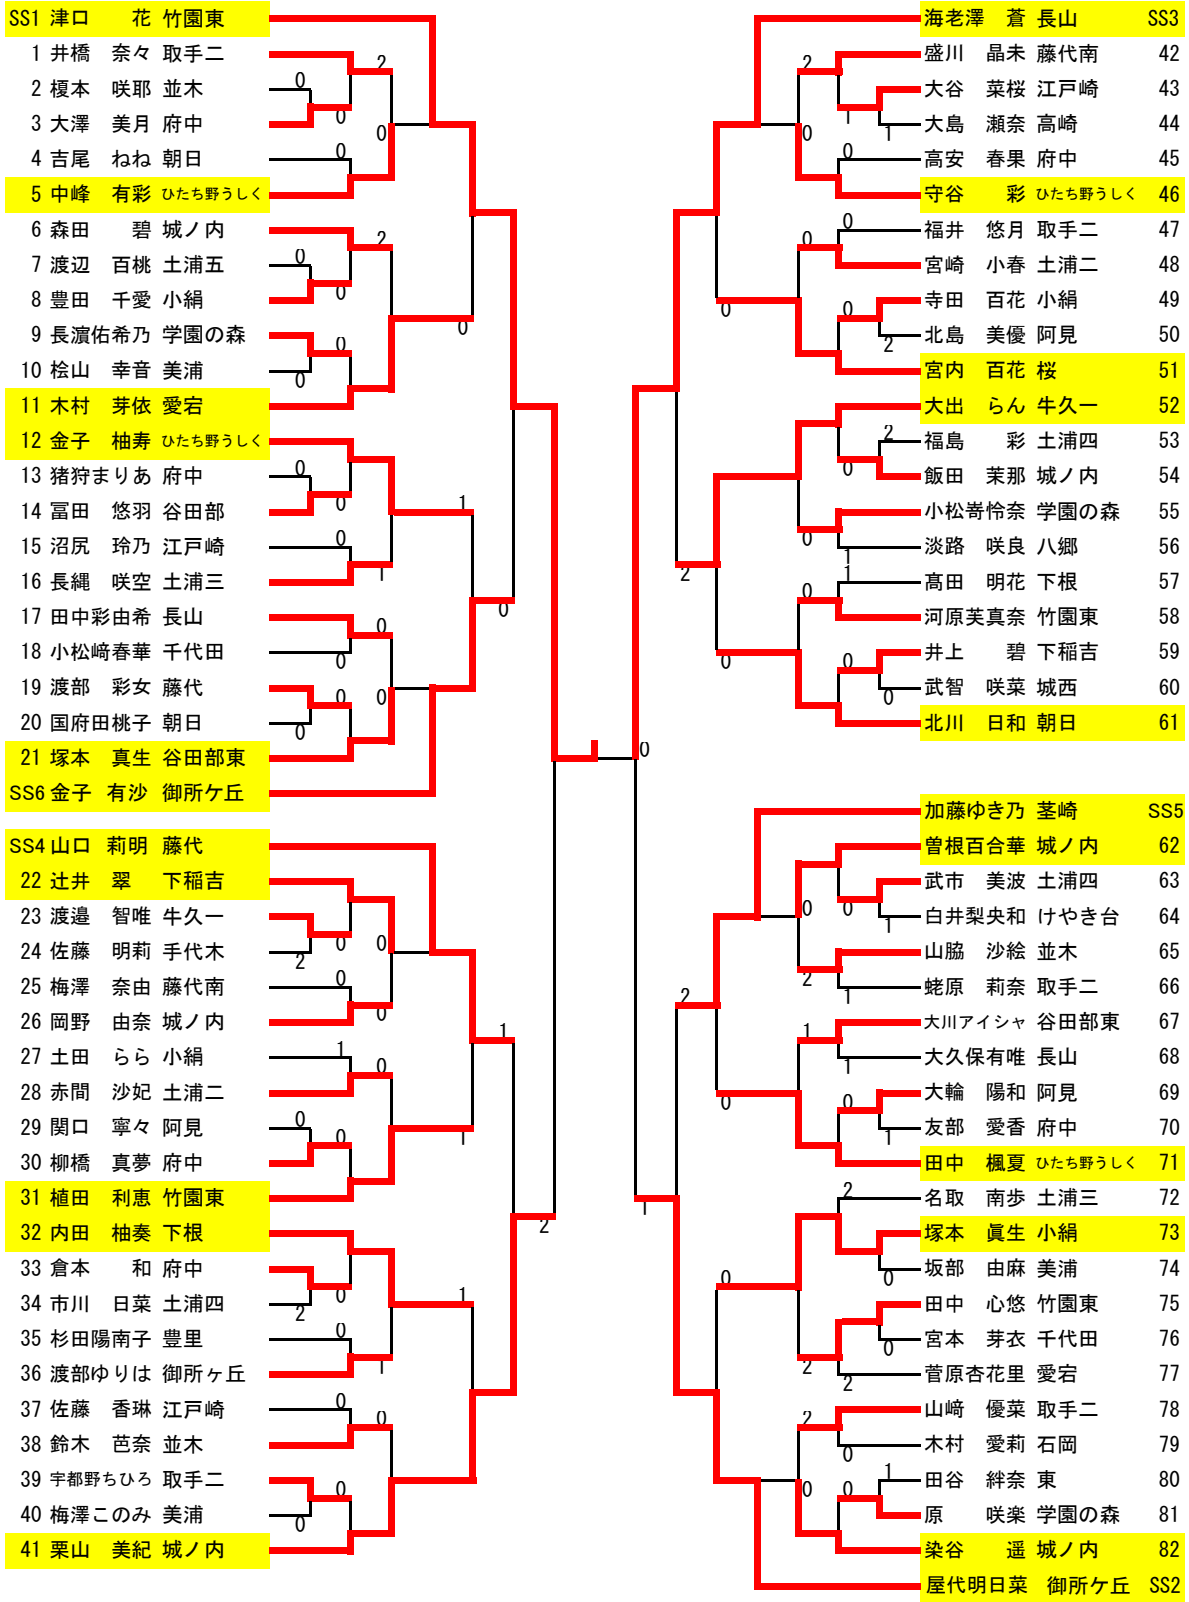 SS1 津口　花 竹園東
1 井橋　奈々 取手二
2 榎本　咲耶 並木
3 大澤　美月 府中
4 吉尾　ねね 朝日
5 中峰　有彩 ひたち野うしく
6 森田　碧 城ノ内
7 渡辺　百桃 土浦五
8 豊田　千愛 小絹
9 長濵佑希乃 学園の森
10 桧山　幸音 美浦
11 木村　芽依 愛宕
12 金子　柚寿 ひたち野うしく
13 猪狩まりあ 府中
14 冨田　悠羽 谷田部
15 沼尻　玲乃 江戸崎
16 長縄　咲空 土浦三
17 田中彩由希 長山
18 小松﨑春華 千代田
19 渡部　彩女 藤代
20 国府田桃子 朝日
21 塚本　真生 谷田部東
SS6 金子　有沙 御所ケ丘
SS4 山口　莉明 藤代
22 辻井　翠 下稲吉
23 渡邉　智唯 牛久一
24 佐藤　明莉 手代木
25 梅澤　奈由 藤代南
26 岡野　由奈 城ノ内
27 土田　らら 小絹
28 赤間　沙妃 土浦二
29 関口　寧々 阿見
30 柳橋　真夢 府中
31 植田　利恵 竹園東
32 内田　柚奏 下根
33 倉本　和 府中
34 市川　日菜 土浦四
35 杉田陽南子 豊里
36 渡部ゆりは 御所ヶ丘
37 佐藤　香琳 江戸崎
38 鈴木　芭奈 並木
39 宇都野ちひろ 取手二
40 梅澤このみ 美浦
41 栗山　美紀 城ノ内
海老澤　蒼 長山 SS3
盛川　晶未 藤代南 42
大谷　菜桜 江戸崎 43
大島　瀬奈 高崎 44
高安　春果 府中 45
守谷　彩 ひたち野うしく 46
福井　悠月 取手二 47
宮崎　小春 土浦二 48
寺田　百花 小絹 49
北島　美優 阿見 50
宮内　百花 桜 51
大出　らん 牛久一 52
福島　彩 土浦四 53
飯田　茉那 城ノ内 54
小松嵜怜奈 学園の森 55
淡路　咲良 八郷 56
髙田　明花 下根 57
河原芙真奈 竹園東 58
井上　碧 下稲吉 59
武智　咲菜 城西 60
北川　日和 朝日 61
加藤ゆき乃 茎崎 SS5
曽根百合華 城ノ内 62
武市　美波 土浦四 63
白井梨央和 けやき台 64
山脇　沙絵 並木 65
蛯原　莉奈 取手二 66
大川アイシャ 谷田部東 67
大久保有唯 長山 68
大輪　陽和 阿見 69
友部　愛香 府中 70
田中　楓夏 ひたち野うしく 71
名取　南歩 土浦三 72
塚本　眞生 小絹 73
坂部　由麻 美浦 74
田中　心悠 竹園東 75
宮本　芽衣 千代田 76
菅原杏花里 愛宕 77
山﨑　優菜 取手二 78
木村　愛莉 石岡 79
田谷　絆奈 東 80
原　咲楽 学園の森 81
染谷　遥 城ノ内 82
屋代明日菜 御所ケ丘 SS2